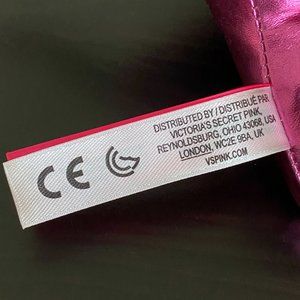 CE
DISTRIBUTED BY / DISTRIBUÉ PAR
VICTORIA'S SECRET PINK,
REYNOLDSBURG, OHIO 43068, USA
LONDON, WC2E 9BA, UK
VSPINK.COM